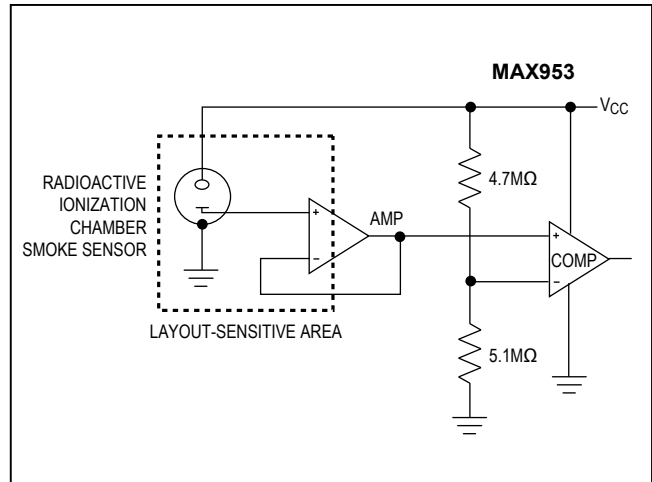 MAX953
VCC
RADIOACTIVE
IONIZATION
CHAMBER
SMOKE SENSOR
+
−
AMP
4.7MΩ
+
COMP
−
LAYOUT-SENSITIVE AREA
5.1MΩ